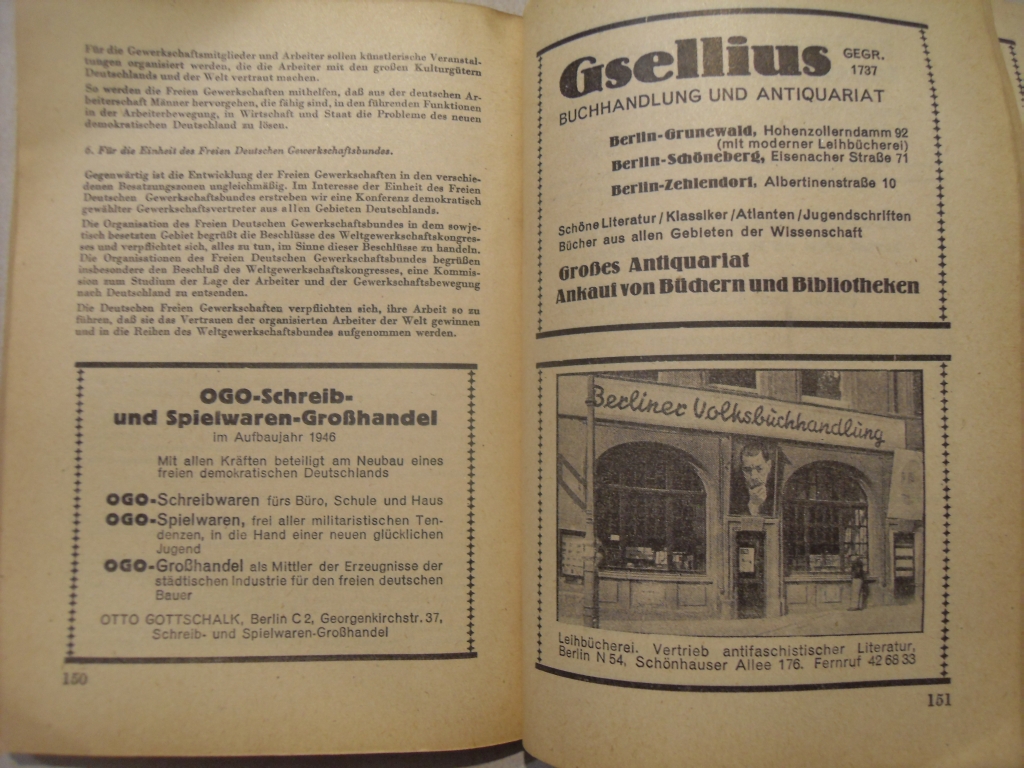 Für die Gewerkschaftsmitglieder und Arbeiter sollen künstlerische Veranstal-
tungen organisiert werden, die die Arbeiter mit den großen Kulturgütern
Deutschlands und der Welt vertraut machen.
So werden die Freien Gewerkschaften mithelfen, daß aus der deutschen Ar-
beiterschaft Männer hervorgehen, die fähig sind, in den führenden Funktionen
in der Arbeiterbewegung, in Wirtschaft und Staat die Probleme des neuen
demokratischen Deutschland zu lösen.
6. Für die Einheit des Freien Deutschen Gewerkschaftsbundes.
Gegenwärtig ist die Entwicklung der Freien Gewerkschaften in den verschie-
denen Besatzungszonen ungleichmäßig. Im Interesse der Einheit des Freien
Deutschen Gewerkschaftsbundes erstreben wir eine Konferenz demokratisch
gewählter Gewerkschaftsvertreter aus allen Gebieten Deutschlands.
Die Organisation des Freien Deutschen Gewerkschaftsbundes in dem sowje-
tisch besetzten Gebiet begrüßt die Beschlüsse des Weltgewerkschaftskongres-
ses und verpflichtet sich, alles zu tun, im Sinne dieser Beschlüsse zu handeln.
Die Organisationen des Freien Deutschen Gewerkschaftsbundes begrüßen
insbesondere den Beschluß des Weltgewerkschaftskongresses, eine Kommis-
sion zum Studium der Lage der Arbeiter und der Gewerkschaftsbewegung
nach Deutschland zu entsenden.
Die Deutschen Freien Gewerkschaften verpflichten sich, ihre Arbeit so zu
führen, daß sie das Vertrauen der organisierten Arbeiter der Welt gewinnen
und in die Reihen des Weltgewerkschaftsbundes aufgenommen werden.
OGO-Schreib-
und Spielwaren-Großhandel
im Aufbaujahr 1946
Mit allen Kräften beteiligt am Neubau eines
freien demokratischen Deutschlands
OGO-Schreibwaren fürs Büro, Schule und Haus
OGO-Spielwaren, frei aller militaristischen Ten-
denzen, in die Hand einer neuen glücklichen
Jugend
OGO-Großhandel als Mittler der Erzeugnisse der
städtischen Industrie für den freien deutschen
Bauer
OTTO GOTTSCHALK, Berlin C 2, Georgenkirchstr. 37,
Schreib- und Spielwaren-Großhandel
150
Gsellius GEGR.
1737
BUCHHANDLUNG UND ANTIQUARIAT
Berlin-Grunewald, Hohenzollerndamm 92
(mit moderner Leihbücherei)
Berlin-Schöneberg, Eisenacher Straße 71
Berlin-Zehlendorf, Albertinenstraße 10
Schöne Literatur / Klassiker / Atlanten / Jugendschriften
Bücher aus allen Gebieten der Wissenschaft
Großes Antiquariat
Ankauf von Büchern und Bibliotheken
Berliner Volksbuchhandlung
Leihbücherei. Vertrieb antifaschistischer Literatur,
Berlin N 54, Schönhauser Allee 176. Fernruf 42 68 33
151